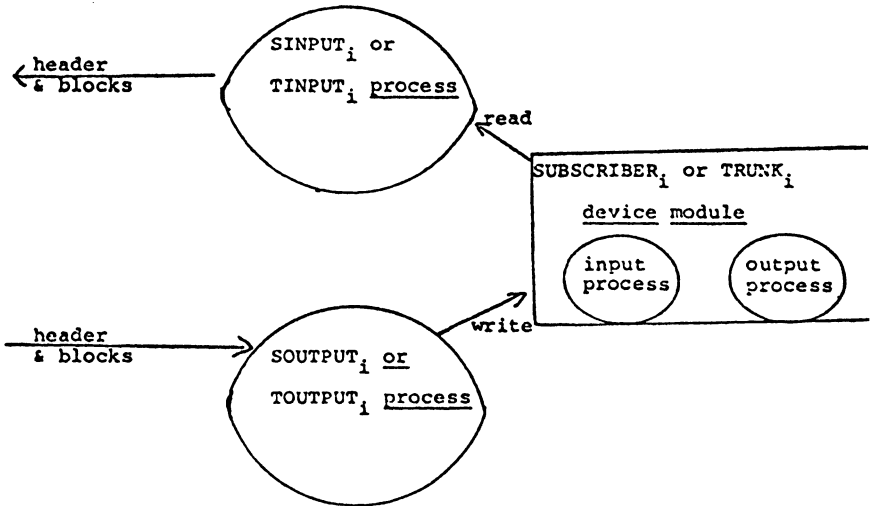 SINPUTᵢ or
TINPUTᵢ process
header
& blocks
read
SUBSCRIBERᵢ or TRUNKᵢ
device module
input
process
output
process
write
header
& blocks
SOUTPUTᵢ or
TOUTPUTᵢ process